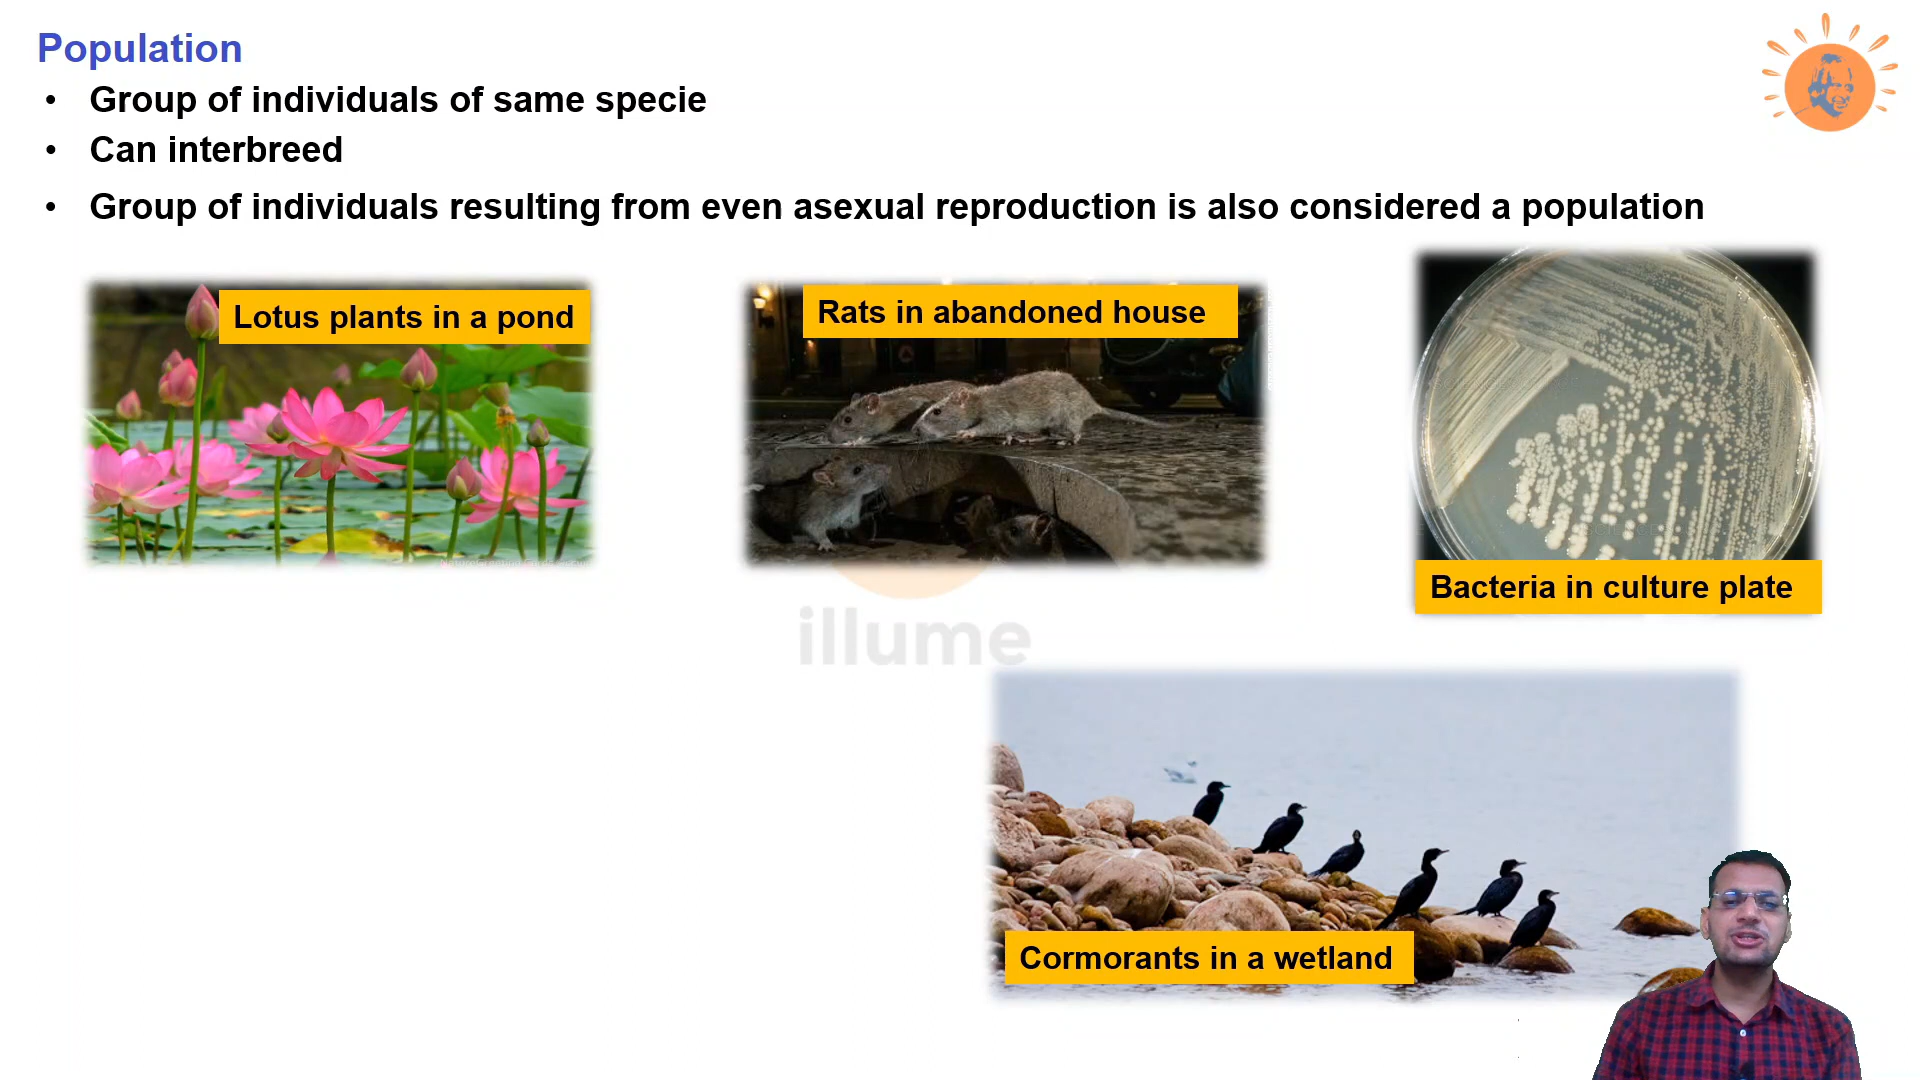 Population
• Group of individuals of same specie
• Can interbreed
• Group of individuals resulting from even asexual reproduction is also considered a population
Lotus plants in a pond
Rats in abandoned house
Bacteria in culture plate
illume
Cormorants in a wetland